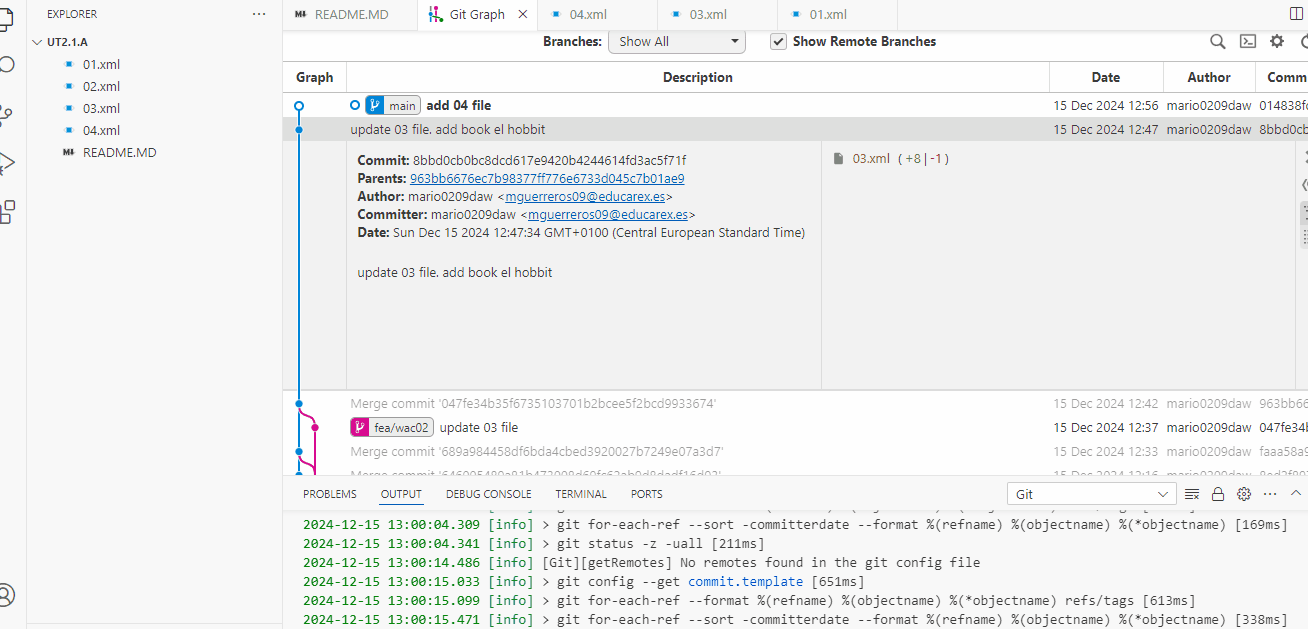 EXPLORER
UT2.1.A
01.xml
02.xml
03.xml
04.xml
README.MD
README.MD Git Graph 04.xml 03.xml 01.xml
Branches: Show All Show Remote Branches
Graph Description Date Author Comm
main add 04 file 15 Dec 2024 12:56 mario0209daw 014838f
update 03 file. add book el hobbit 15 Dec 2024 12:47 mario0209daw 8bbd0cb
Commit: 8bbd0cb0bc8dcd617e9420b4244614fd3ac5f71f
Parents: 963bb6676ec7b98377ff776e6733d045c7b01ae9
Author: mario0209daw <mguerreros09@educarex.es>
Committer: mario0209daw <mguerreros09@educarex.es>
Date: Sun Dec 15 2024 12:47:34 GMT+0100 (Central European Standard Time)
update 03 file. add book el hobbit
03.xml ( +8 | -1 )
Merge commit '047fe34b35f6735103701b2bcee5f2bcd9933674' 15 Dec 2024 12:42 mario0209daw 963bb66
fea/wac02 update 03 file 15 Dec 2024 12:37 mario0209daw 047fe34b
Merge commit '689a984458df6bda4cbed3920027b7249e07a3d7' 15 Dec 2024 12:33 mario0209daw faaa58a9
Merge commit 15 Dec 2024 12:16 mario0209daw
PROBLEMS OUTPUT DEBUG CONSOLE TERMINAL PORTS Git
2024-12-15 13:00:04.309 [info] > git for-each-ref --sort -committerdate --format %(refname) %(objectname) %(*objectname) [169ms]
2024-12-15 13:00:04.341 [info] > git status -z -uall [211ms]
2024-12-15 13:00:14.486 [info] [Git][getRemotes] No remotes found in the git config file
2024-12-15 13:00:15.033 [info] > git config --get commit.template [651ms]
2024-12-15 13:00:15.099 [info] > git for-each-ref --format %(refname) %(objectname) %(*objectname) refs/tags [613ms]
2024-12-15 13:00:15.471 [info] > git for-each-ref --sort -committerdate --format %(refname) %(objectname) %(*objectname) [338ms]